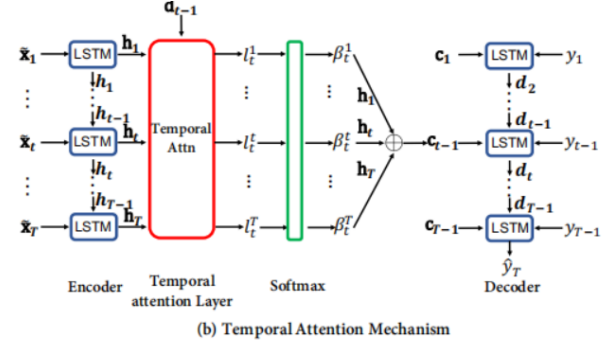 d_{t-1}
x̃_1 LSTM h_1 l_t^1 β_t^1 c_1 LSTM y_1
h_1 h_1 d_2
h_{t-1} d_{t-1}
x̃_t LSTM h_t Temporal Attn l_t^t β_t^t h_t c_{t-1} LSTM y_{t-1}
h_t h_T d_t
h_{T-1} d_{T-1}
x̃_T LSTM h_T l_t^T β_t^T c_{T-1} LSTM y_{T-1}
ŷ_T
Encoder Temporal attention Layer Softmax Decoder
(b) Temporal Attention Mechanism